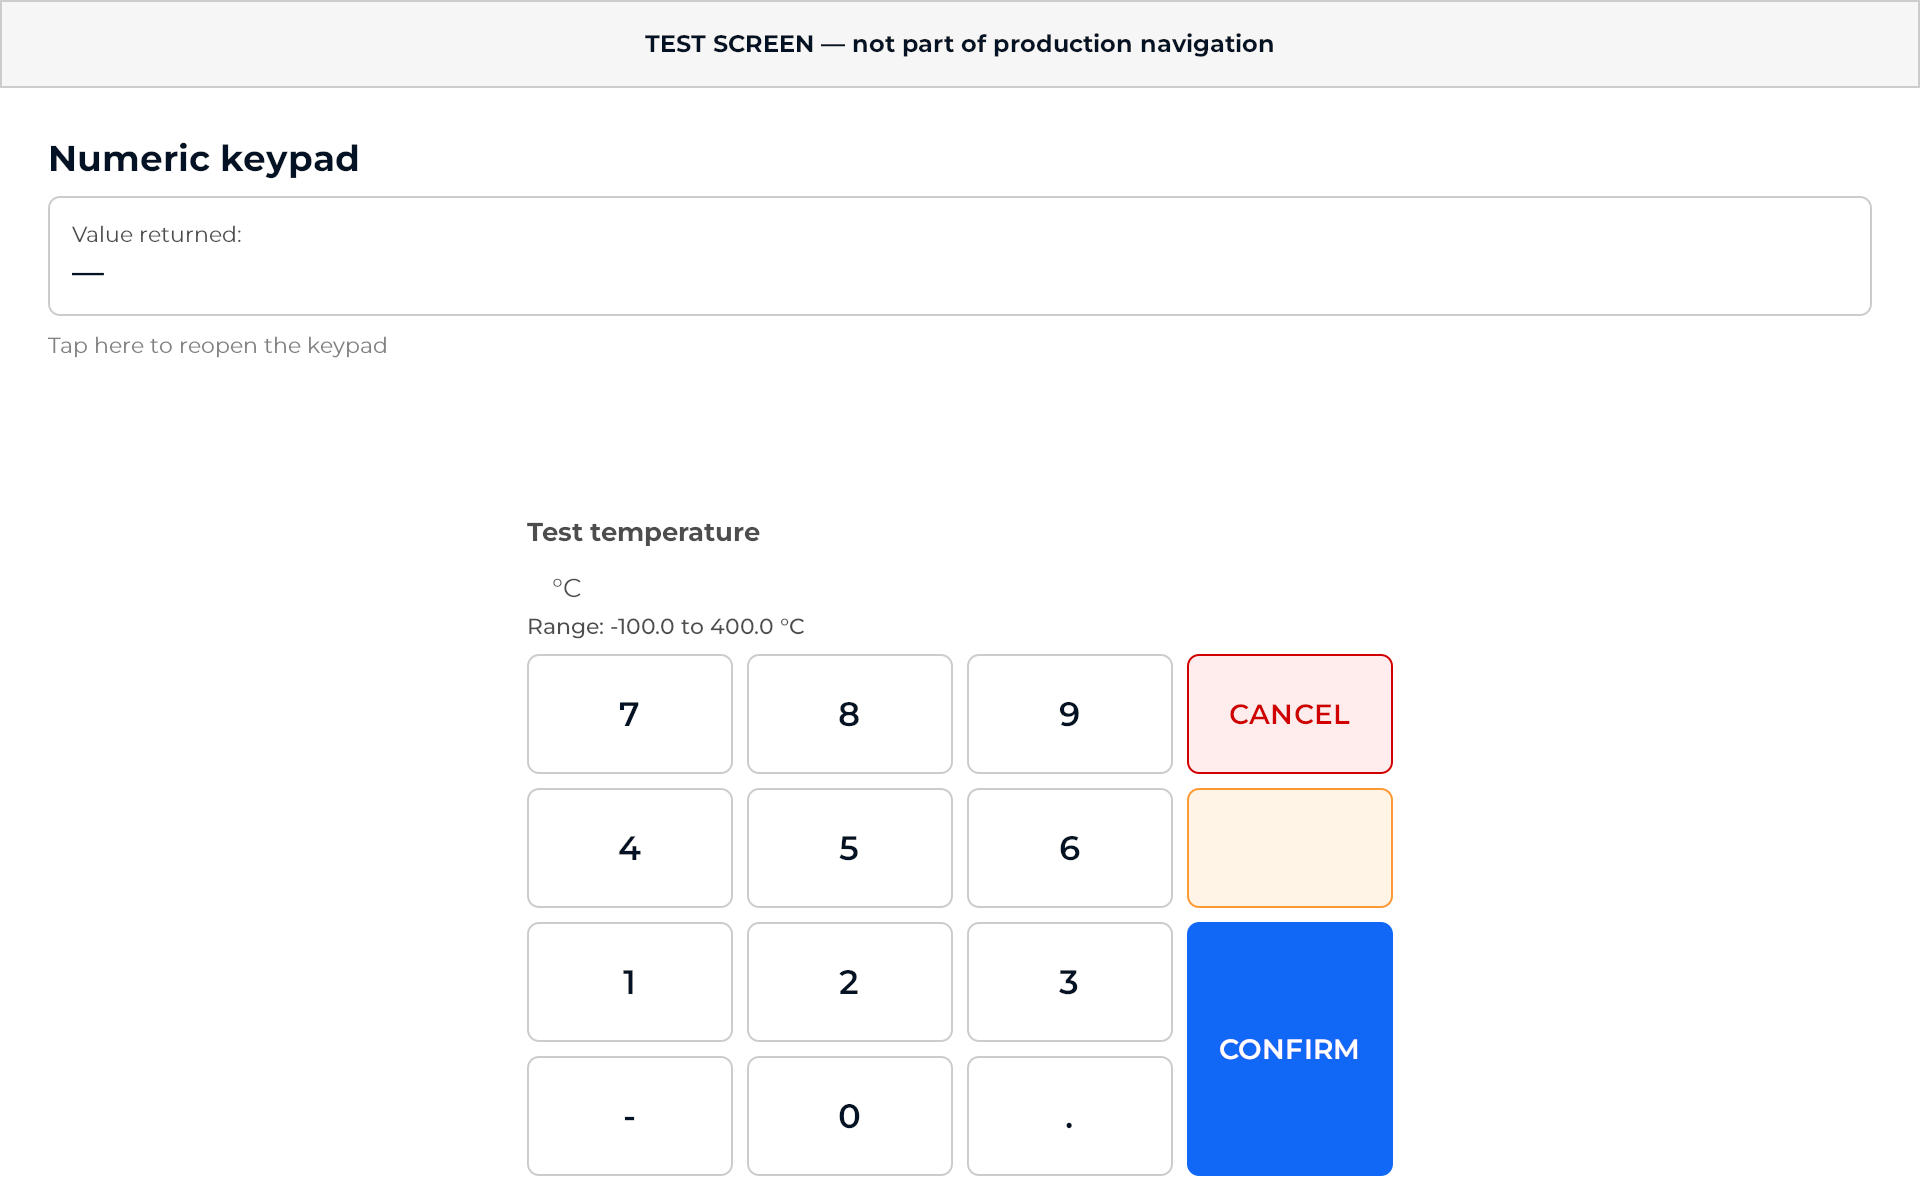 TEST SCREEN — not part of production navigation
Numeric keypad
Value returned:
—
Tap here to reopen the keypad
Test temperature
°C
Range: -100.0 to 400.0 °C
7 8 9 CANCEL
4 5 6
1 2 3
CONFIRM
- 0 .